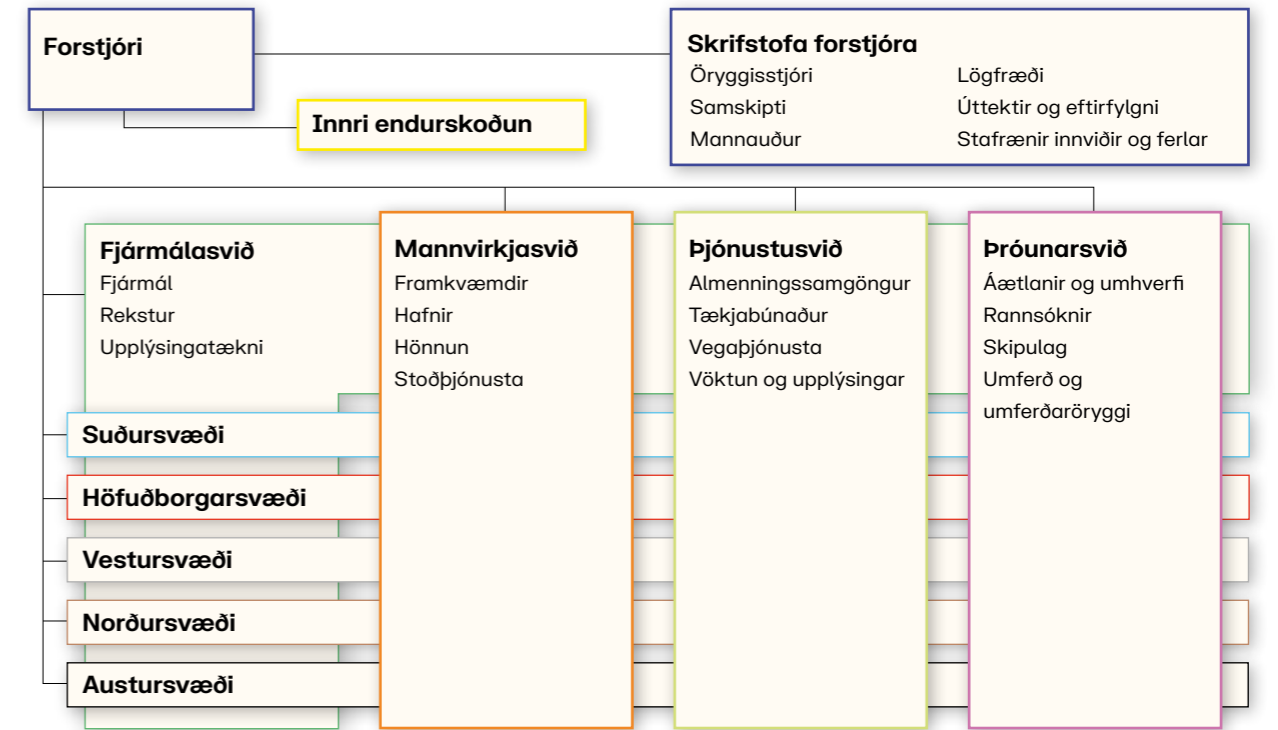 Forstjóri
Skrifstofa forstjóra
Öryggisstjóri
Samskipti
Mannauður
Lögfræði
Úttektir og eftirfylgni
Stafrænir innviðir og ferlar
Innri endurskoðun
Fjármálasvið
Fjármál
Rekstur
Upplýsingatækni
Mannvirkjasvið
Framkvæmdir
Hafnir
Hönnun
Stoðþjónusta
Þjónustusvið
Almenningssamgöngur
Tækjabúnaður
Vegaþjónusta
Vöktun og upplýsingar
Þróunarsvið
Áætlanir og umhverfi
Rannsóknir
Skipulag
Umferð og
umferðaröryggi
Suðursvæði
Höfuðborgarsvæði
Vestursvæði
Norðursvæði
Austursvæði